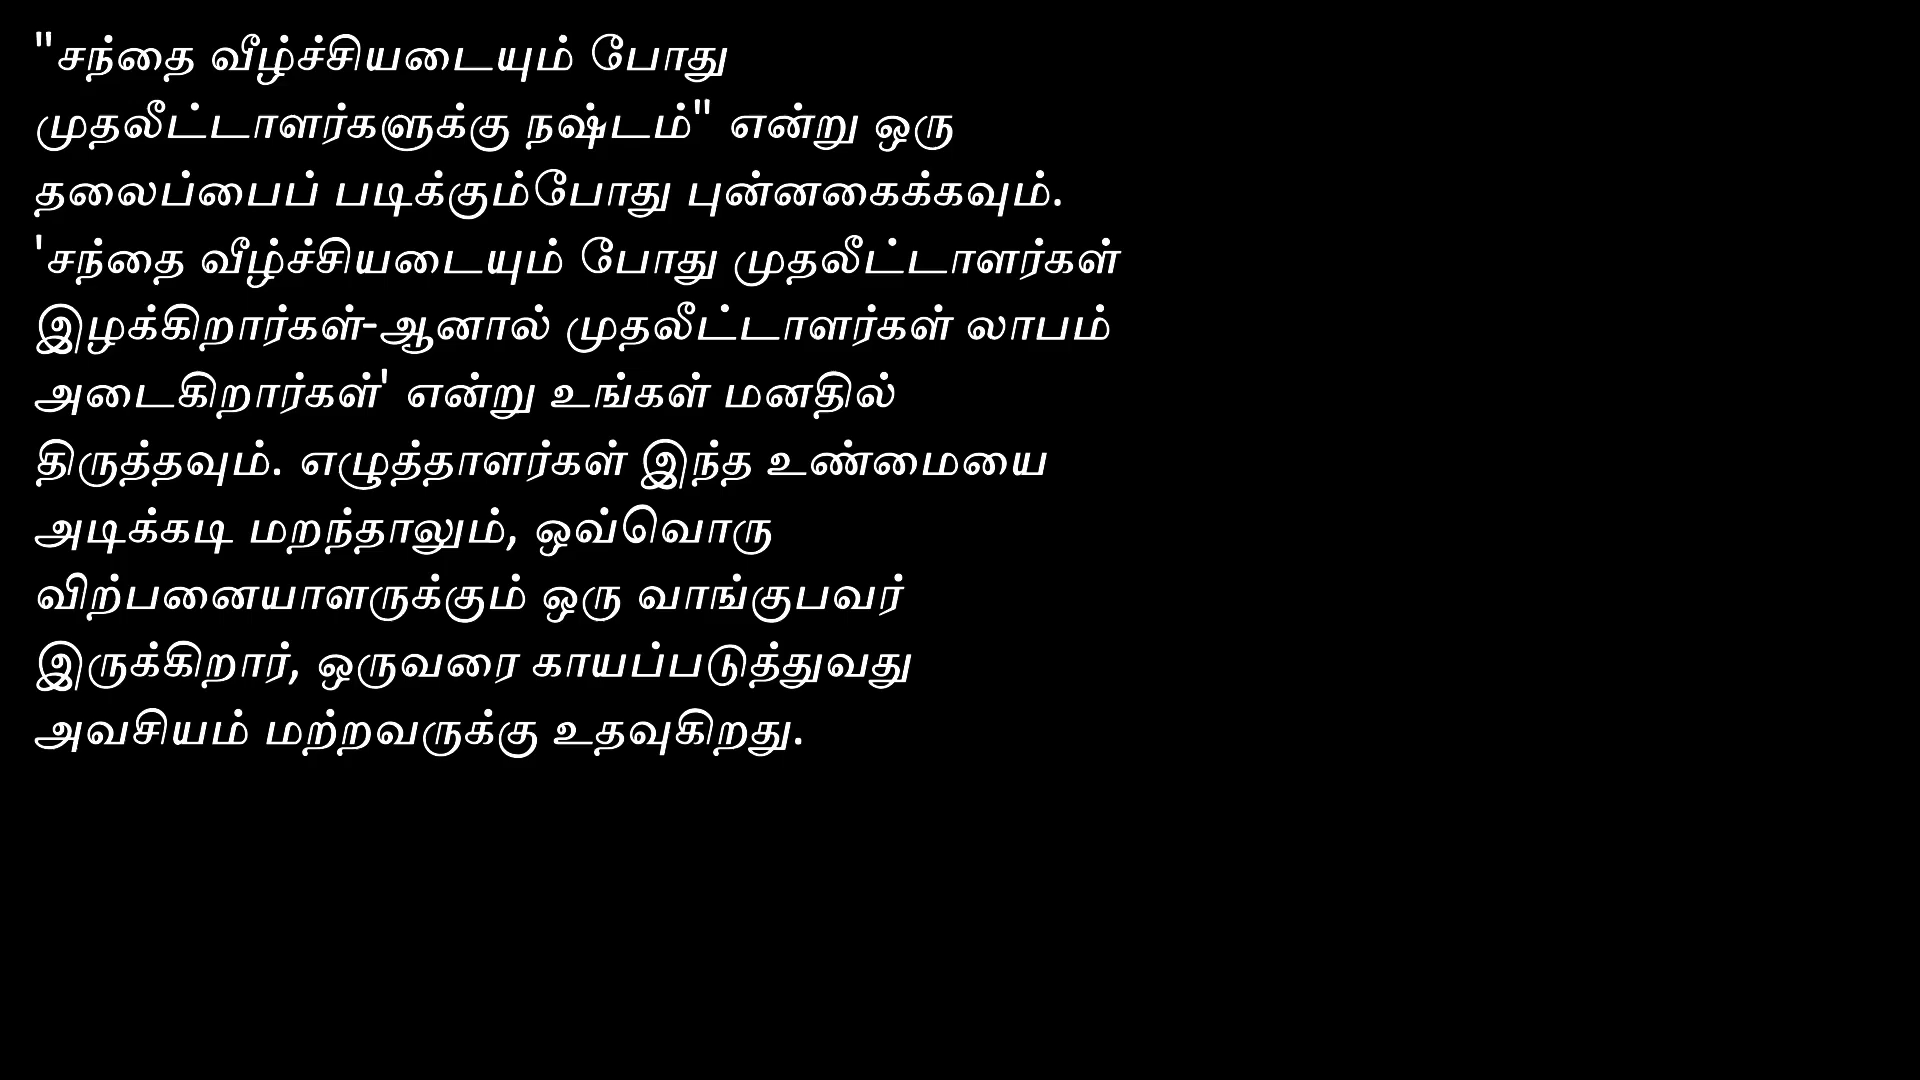 "சந்தை வீழ்ச்சியடையும் போது
முதலீட்டாளர்களுக்கு நஷ்டம்" என்று ஒரு
தலைப்பைப் படிக்கும்போது புன்னகைக்கவும்.
'சந்தை வீழ்ச்சியடையும் போது முதலீட்டாளர்கள்
இழக்கிறார்கள்-ஆனால் முதலீட்டாளர்கள் லாபம்
அடைகிறார்கள்' என்று உங்கள் மனதில்
திருத்தவும். எழுத்தாளர்கள் இந்த உண்மையை
அடிக்கடி மறந்தாலும், ஒவ்வொரு
விற்பனையாளருக்கும் ஒரு வாங்குபவர்
இருக்கிறார், ஒருவரை காயப்படுத்துவது
அவசியம் மற்றவருக்கு உதவுகிறது.